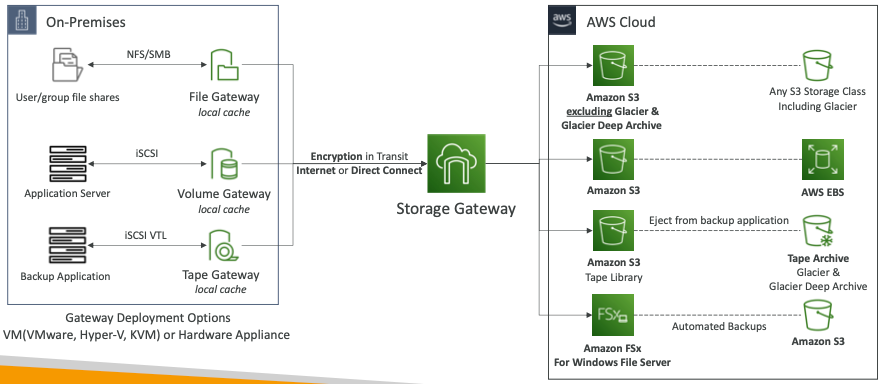 On-Premises
NFS/SMB
User/group file shares
File Gateway
local cache
iSCSI
Application Server
Volume Gateway
local cache
iSCSI VTL
Backup Application
Tape Gateway
local cache
Gateway Deployment Options
VM(VMware, Hyper-V, KVM) or Hardware Appliance
Encryption in Transit
Internet or Direct Connect
Storage Gateway
aws
AWS Cloud
Amazon S3
excluding Glacier &
Glacier Deep Archive
Any S3 Storage Class
Including Glacier
Amazon S3
AWS EBS
Amazon S3
Tape Library
Eject from backup application
Tape Archive
Glacier &
Glacier Deep Archive
FSx
Amazon FSx
For Windows File Server
Automated Backups
Amazon S3